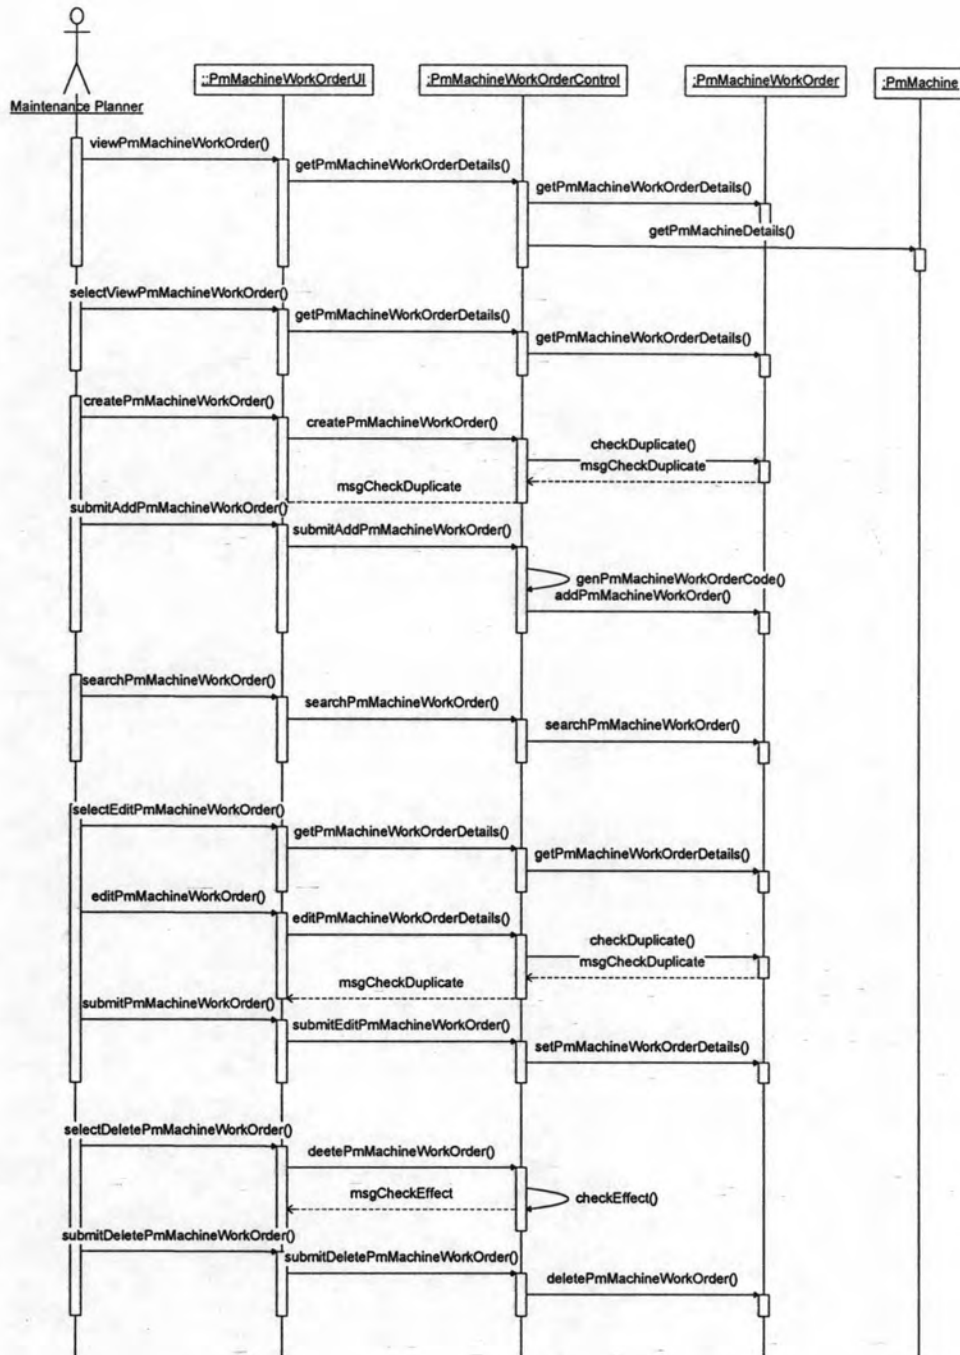 ::PmMachineWorkOrderUI
:PmMachineWorkOrderControl
:PmMachineWorkOrder
:PmMachine
Maintenance Planner
viewPmMachineWorkOrder()
getPmMachineWorkOrderDetails()
getPmMachineWorkOrderDetails()
getPmMachineDetails()
selectViewPmMachineWorkOrder()
getPmMachineWorkOrderDetails()
getPmMachineWorkOrderDetails()
createPmMachineWorkOrder()
createPmMachineWorkOrder()
checkDuplicate()
msgCheckDuplicate
msgCheckDuplicate
submitAddPmMachineWorkOrder()
submitAddPmMachineWorkOrder()
genPmMachineWorkOrderCode()
addPmMachineWorkOrder()
searchPmMachineWorkOrder()
searchPmMachineWorkOrder()
searchPmMachineWorkOrder()
selectEditPmMachineWorkOrder()
getPmMachineWorkOrderDetails()
getPmMachineWorkOrderDetails()
editPmMachineWorkOrder()
editPmMachineWorkOrderDetails()
checkDuplicate()
msgCheckDuplicate
msgCheckDuplicate
submitPmMachineWorkOrder()
submitEditPmMachineWorkOrder()
setPmMachineWorkOrderDetails()
selectDeletePmMachineWorkOrder()
deetePmMachineWorkOrder()
msgCheckEffect
checkEffect()
submitDeletePmMachineWorkOrder()
submitDeletePmMachineWorkOrder()
deletePmMachineWorkOrder()